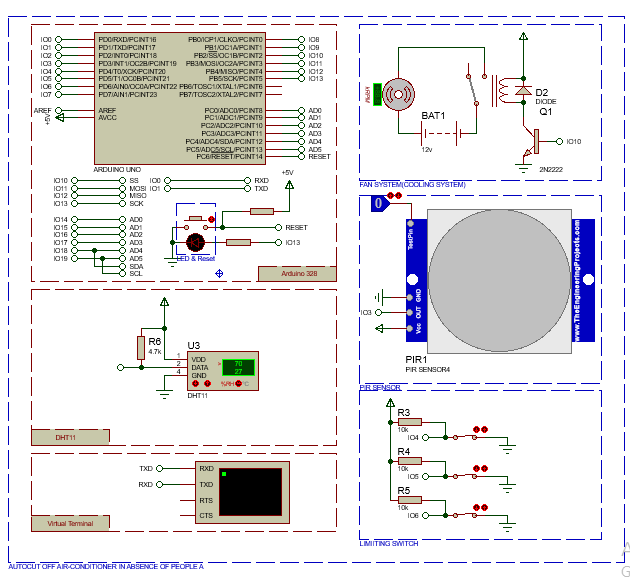 IO0 PD0/RXD/PCINT16 PB0/ICP1/CLKO/PCINT0 IO8
IO1 PD1/TXD/PCINT17 PB1/OC1A/PCINT1 IO9
IO2 PD2/INT0/PCINT18 PB2/SS/OC1B/PCINT2 IO10
IO3 PD3/INT1/OC2B/PCINT19 PB3/MOSI/OC2A/PCINT3 IO11
IO4 PD4/T0/XCK/PCINT20 PB4/MISO/PCINT4 IO12
IO5 PD5/T1/OC0B/PCINT21 PB5/SCK/PCINT5 IO13
IO6 PD6/AIN0/OC0A/PCINT22 PB6/TOSC1/XTAL1/PCINT6
IO7 PD7/AIN1/PCINT23 PB7/TOSC2/XTAL2/PCINT7
AREF AREF PC0/ADC0/PCINT8 AD0
+5V AVCC PC1/ADC1/PCINT9 AD1
PC2/ADC2/PCINT10 AD2
PC3/ADC3/PCINT11 AD3
PC4/ADC4/SDA/PCINT12 AD4
PC5/ADC5/SCL/PCINT13 AD5
PC6/RESET/PCINT14 RESET
ARDUINO UNO
IO10 SS IO0 RXD
IO11 MOSI IO1 TXD
IO12 MISO
IO13 SCK
+5V
IO14 AD0
IO15 AD1
IO16 AD2
IO17 AD3
IO18 AD4
IO19 AD5
SDA
SCL
RESET
IO13
LED & Reset
Arduino 328
BAT1
12v
D2
DIODE
Q1
IO10
2N2222
FAN SYSTEM(COOLING SYSTEM)
R6
4.7k
U3
1 VDD
2 DATA
4 GND
70
27
%RH °C
DHT11
DHT11
0
TestPin
GND
OUT
Vcc
IO3
www.TheEngineeringProjects.com
PIR1
PIR SENSOR4
PIR SENSOR
TXD RXD
RXD TXD
RTS
CTS
Virtual Terminal
R3
10k
IO4
R4
10k
IO5
R5
10k
IO6
LIMIITING SWITCH
AUTOCUT OFF AIR-CONDITIONER IN ABSENCE OF PEOPLE A